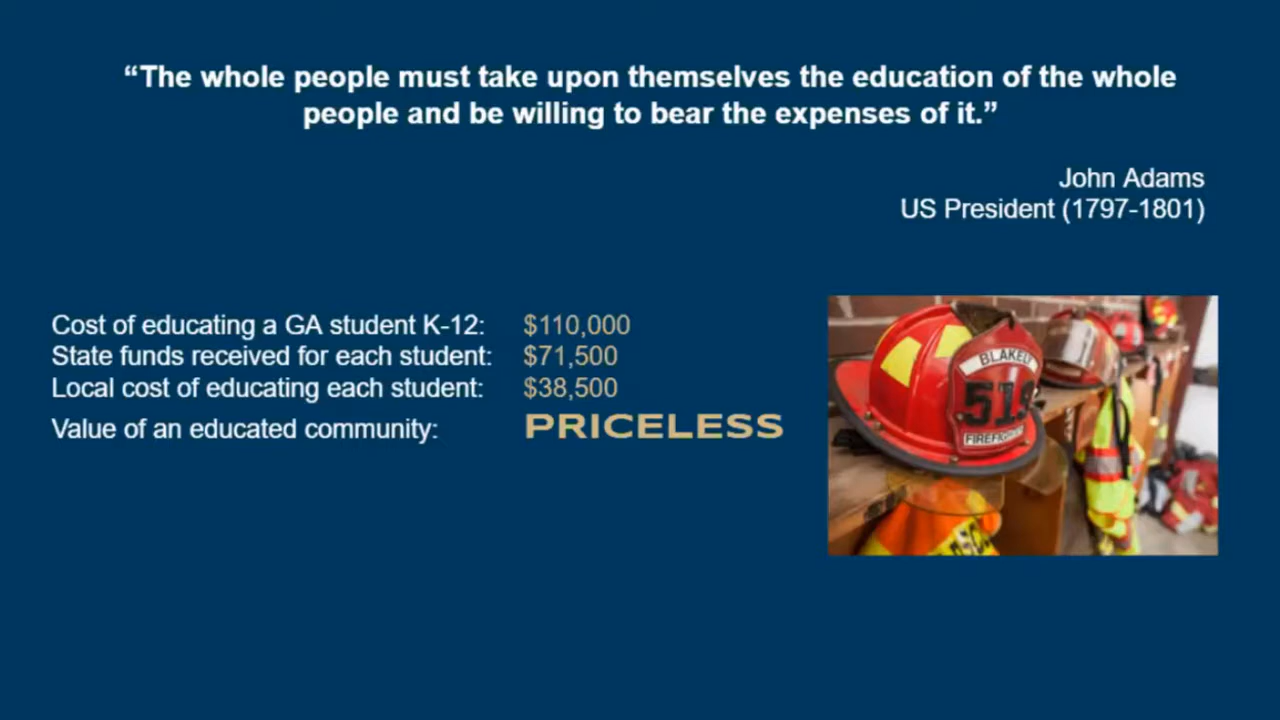 “The whole people must take upon themselves the education of the whole
people and be willing to bear the expenses of it.”
John Adams
US President (1797-1801)
Cost of educating a GA student K-12: $110,000
State funds received for each student: $71,500
Local cost of educating each student: $38,500
Value of an educated community: PRICELESS
BLAKELY
519